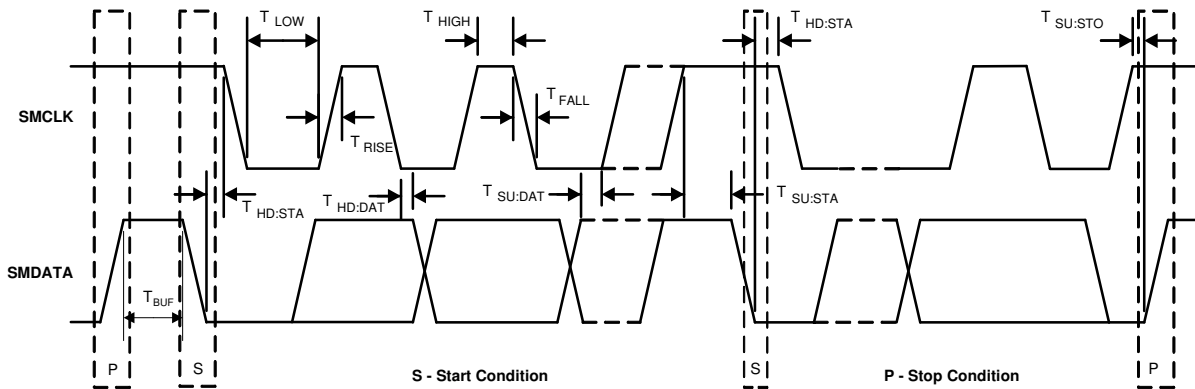 T LOW
T HIGH
T HD:STA
T SU:STO
SMCLK
T FALL
T RISE
T HD:STA
T HD:DAT
T SU:DAT
T SU:STA
SMDATA
T BUF
P
S
S - Start Condition
S
P - Stop Condition
P